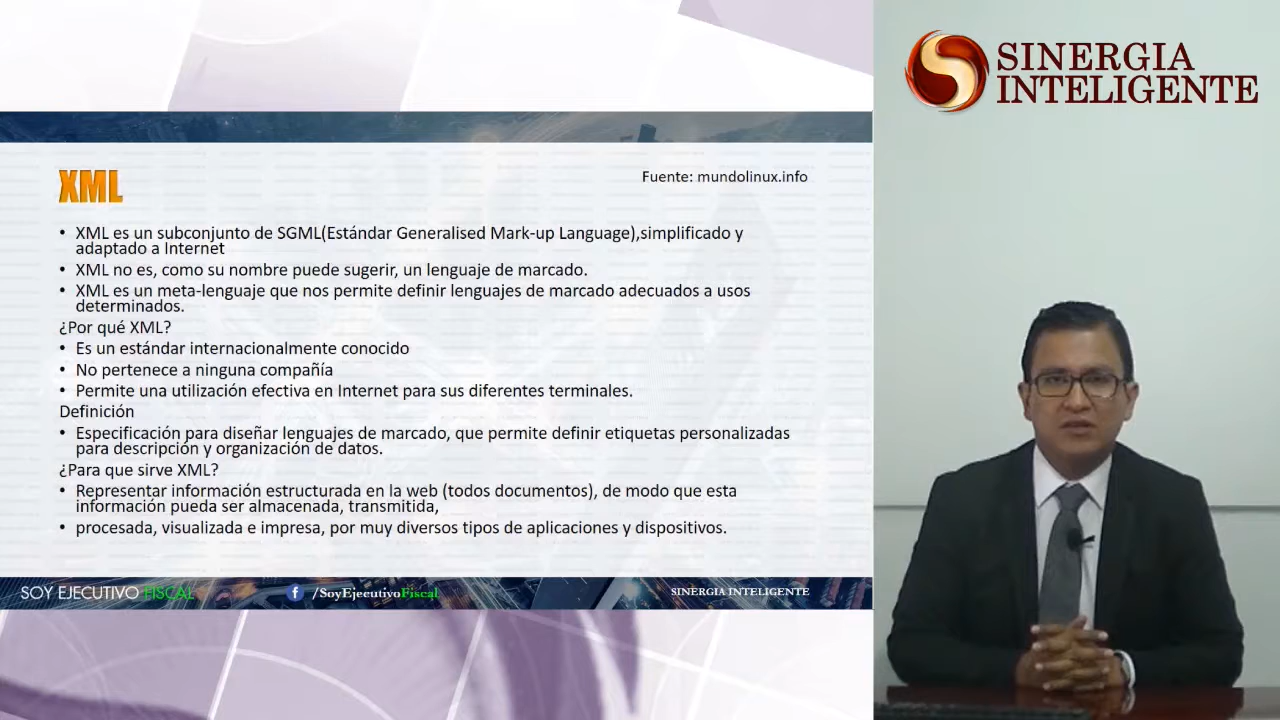 SINERGIA
INTELIGENTE
XML
Fuente: mundolinux.info
• XML es un subconjunto de SGML(Estándar Generalised Mark-up Language),simplificado y
adaptado a Internet
• XML no es, como su nombre puede sugerir, un lenguaje de marcado.
• XML es un meta-lenguaje que nos permite definir lenguajes de marcado adecuados a usos
determinados.
¿Por qué XML?
• Es un estándar internacionalmente conocido
• No pertenece a ninguna compañía
• Permite una utilización efectiva en Internet para sus diferentes terminales.
Definición
• Especificación para diseñar lenguajes de marcado, que permite definir etiquetas personalizadas
para descripción y organización de datos.
¿Para que sirve XML?
• Representar información estructurada en la web (todos documentos), de modo que esta
información pueda ser almacenada, transmitida,
• procesada, visualizada e impresa, por muy diversos tipos de aplicaciones y dispositivos.
SOY EJECUTIVO FISCAL
f /SoyEjecutivoFiscal
SINERGIA INTELIGENTE